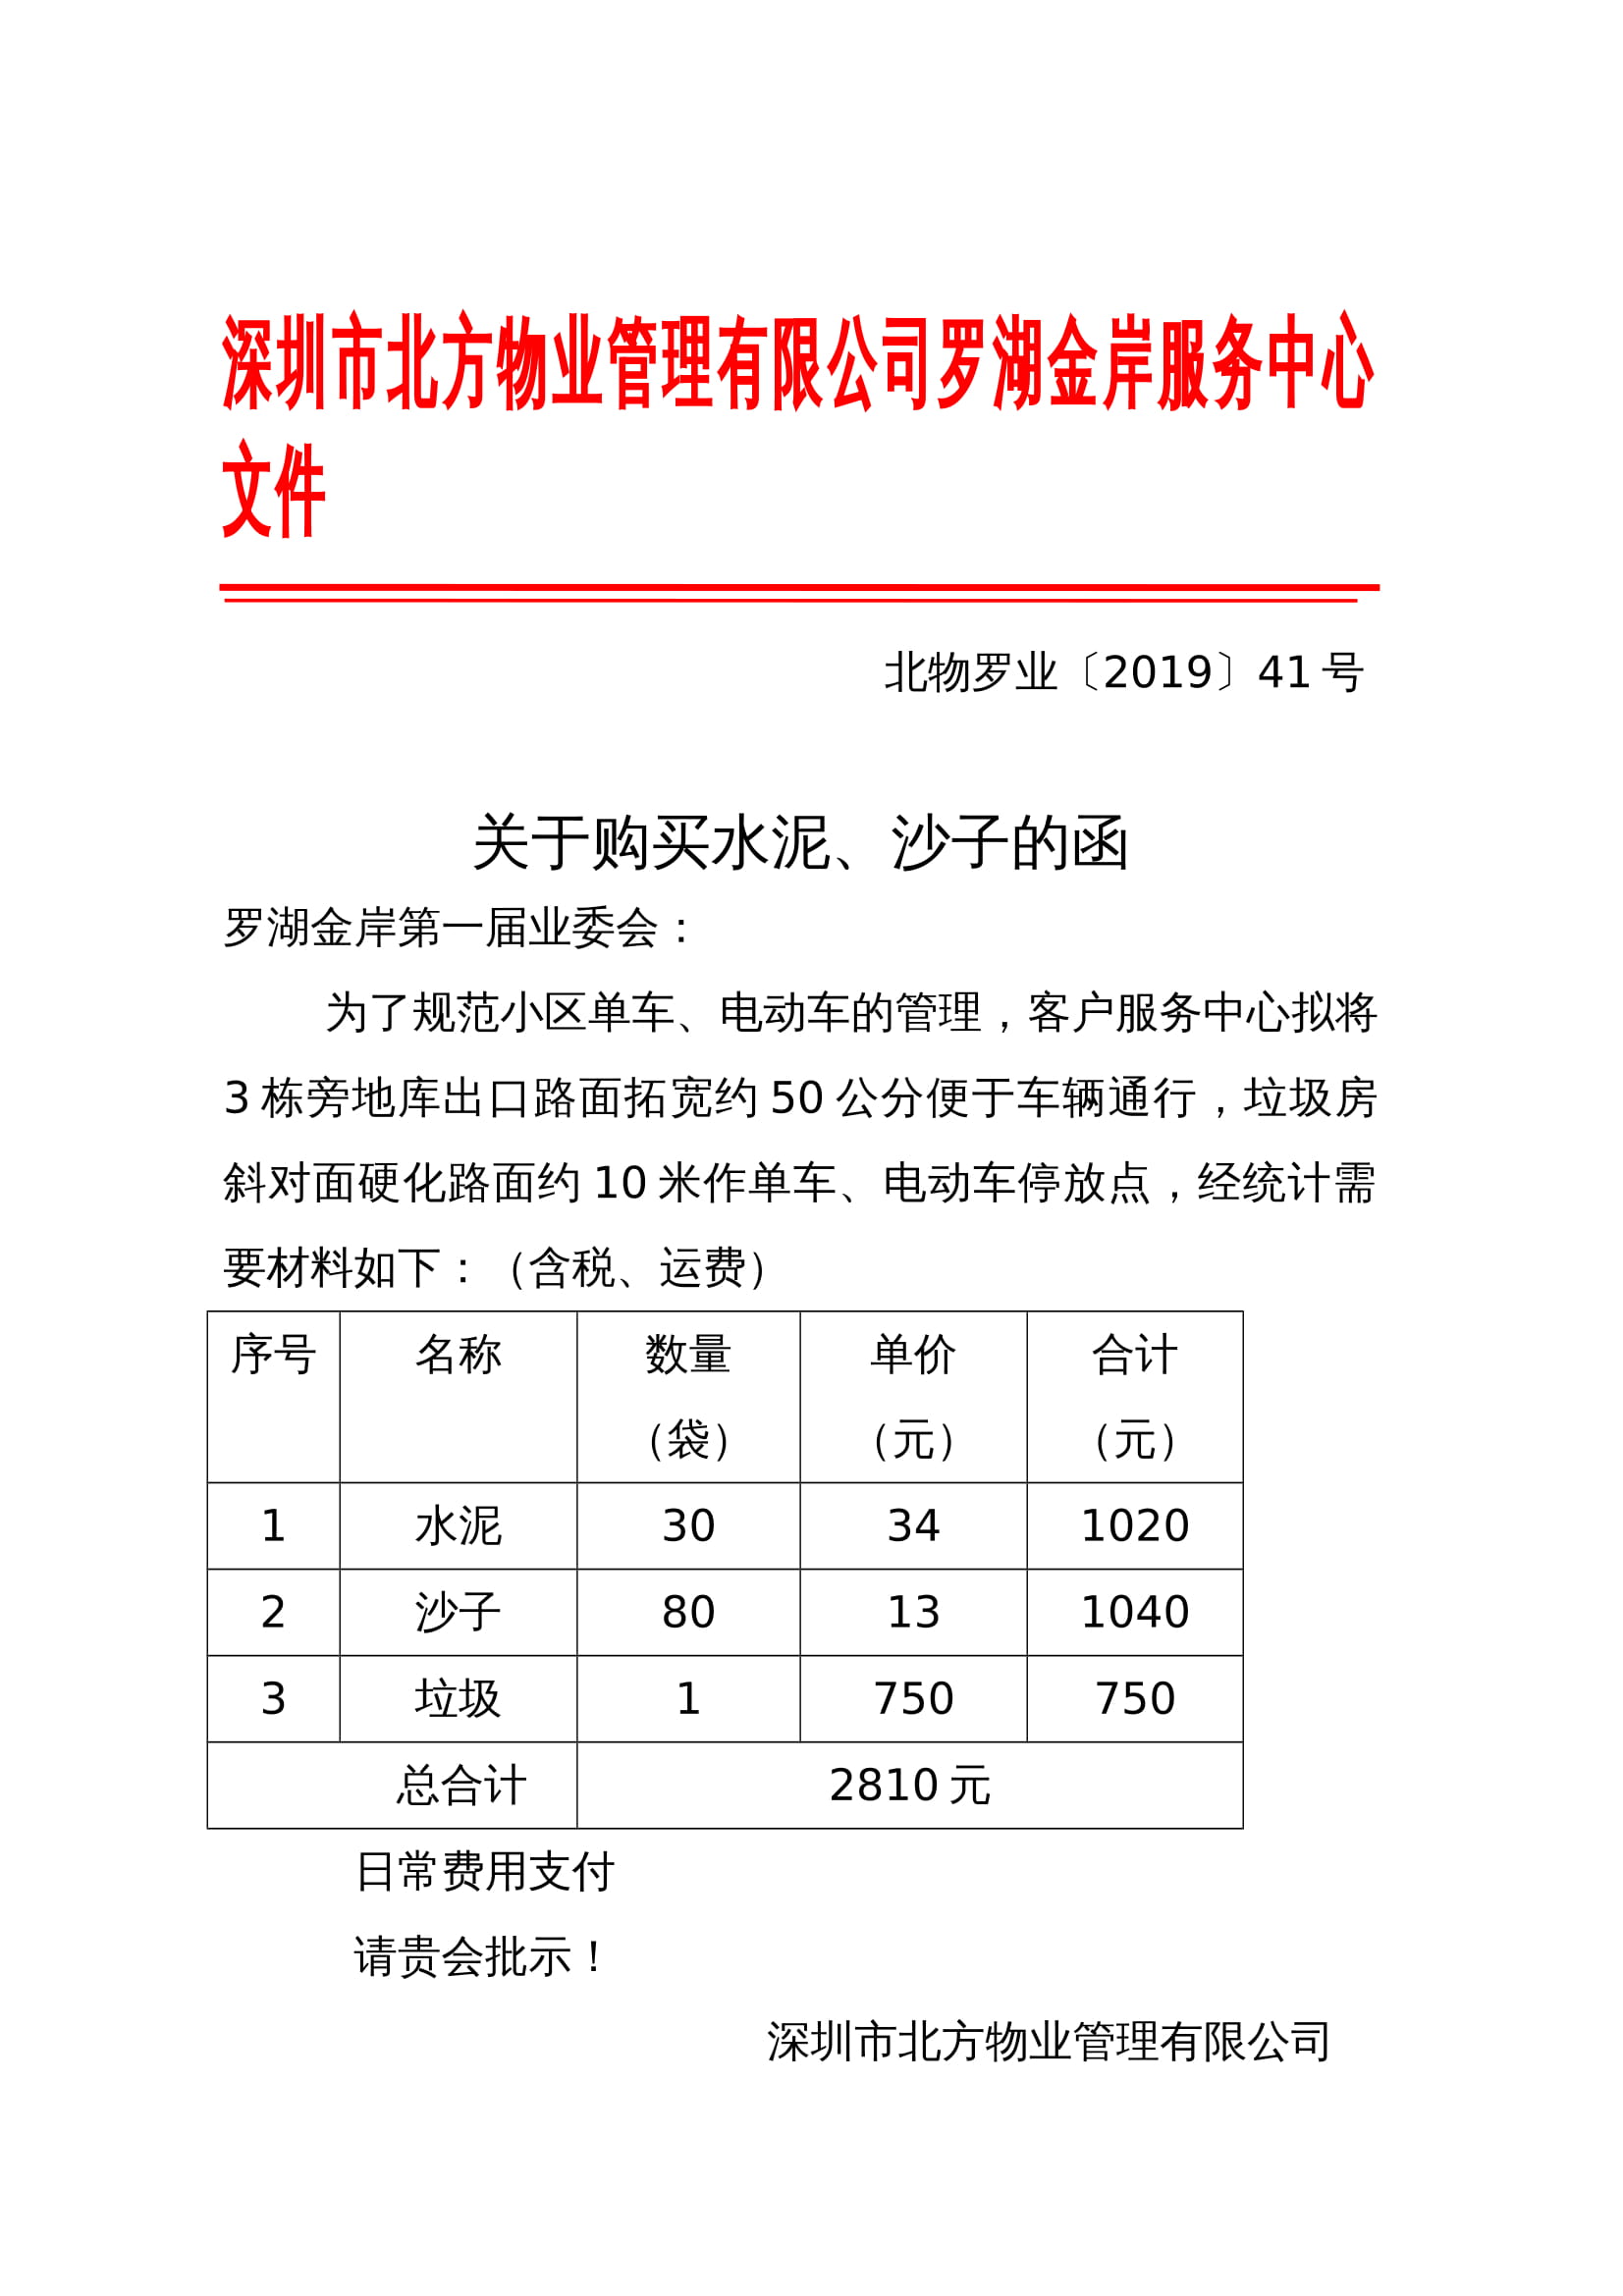 深圳市北方物业管理有限公司罗湖金岸服务中心
文件
北物罗业〔2019〕41 号
关于购买水泥、沙子的函
罗湖金岸第一届业委会：
为了规范小区单车、电动车的管理，客户服务中心拟将
3 栋旁地库出口路面拓宽约 50 公分便于车辆通行，垃圾房
斜对面硬化路面约 10 米作单车、电动车停放点，经统计需
要材料如下：（含税、运费）
序号 名称 数量 单价 合计
（袋） （元） （元）
1 水泥 30 34 1020
2 沙子 80 13 1040
3 垃圾 1 750 750
总合计 2810 元
日常费用支付
请贵会批示！
深圳市北方物业管理有限公司